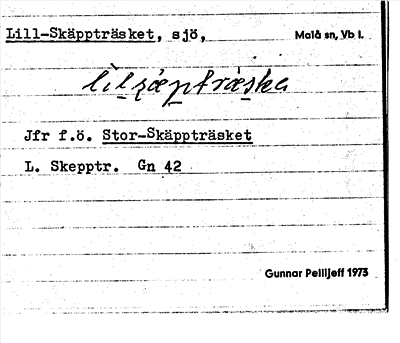 Lill-Skäppträsket, sjö, Malå sn, Vb l.
Jfr f.ö. Stor-Skäppträsket
L. Skepptr. Gn 42
Gunnar Pellijeff 1973